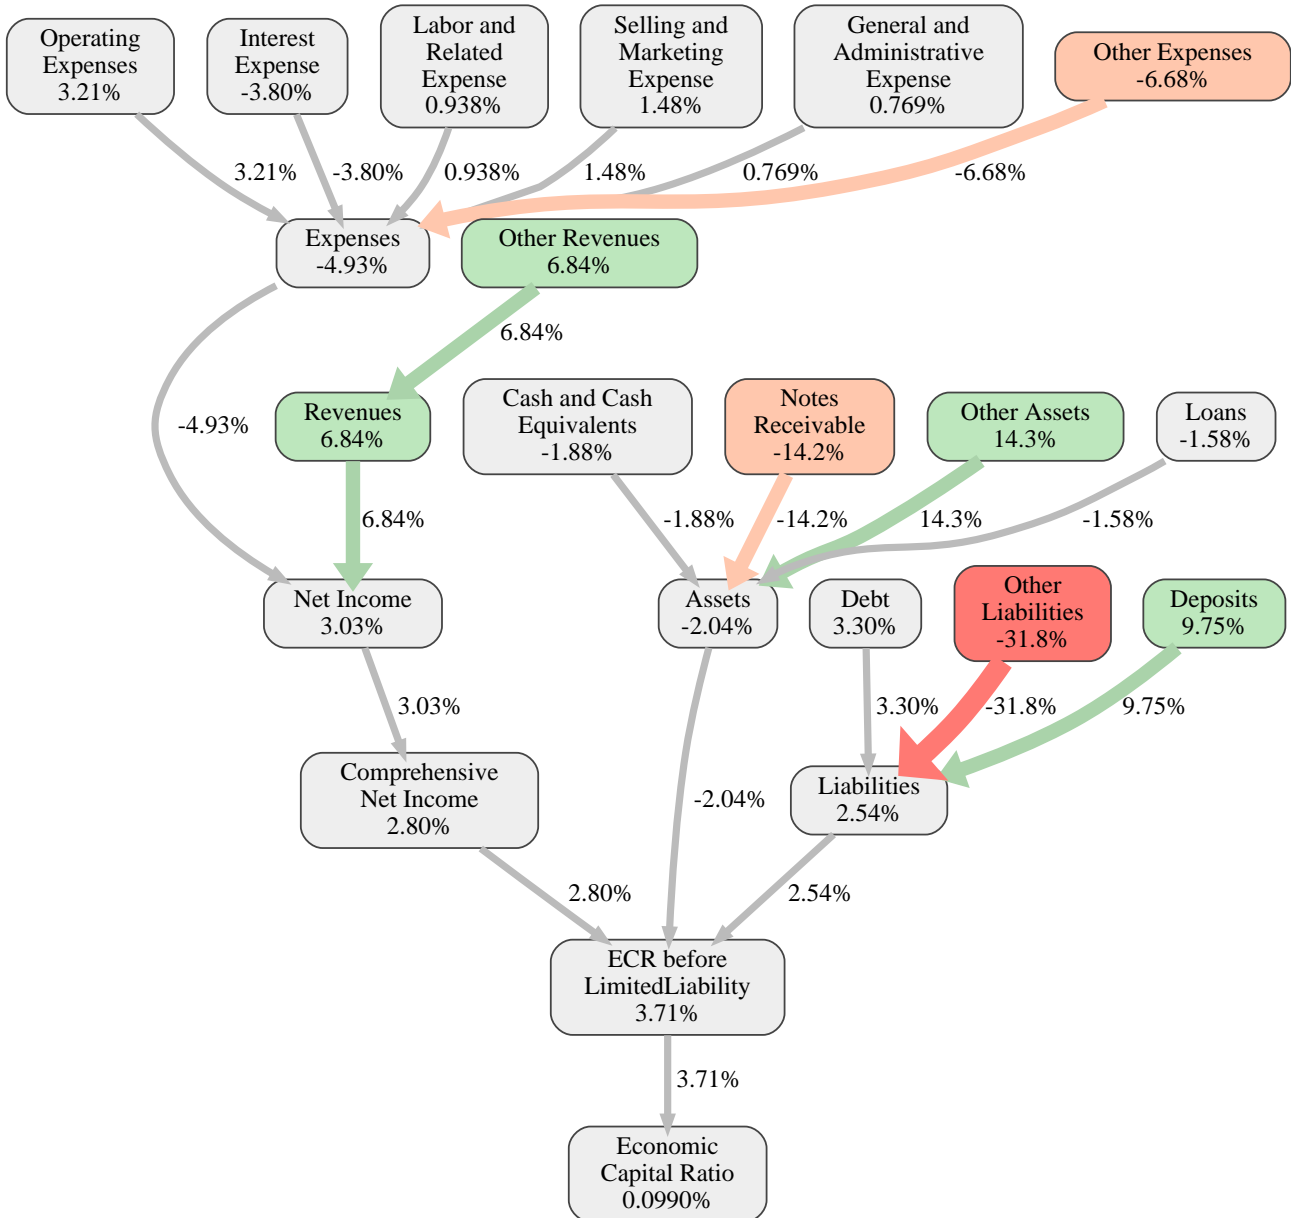 Operating
Expenses
3.21%
Interest
Expense
-3.80%
Labor and
Related
Expense
0.938%
Selling and
Marketing
Expense
1.48%
General and
Administrative
Expense
0.769%
Other Expenses
-6.68%
3.21%
-3.80%
0.938%
1.48%
0.769%
-6.68%
Expenses
-4.93%
Other Revenues
6.84%
6.84%
-4.93%
Revenues
6.84%
Cash and Cash
Equivalents
-1.88%
Notes
Receivable
-14.2%
Other Assets
14.3%
Loans
-1.58%
6.84%
-1.88%
-14.2%
14.3%
-1.58%
Net Income
3.03%
Assets
-2.04%
Debt
3.30%
Other
Liabilities
-31.8%
Deposits
9.75%
3.03%
3.30%
-31.8%
9.75%
Comprehensive
Net Income
2.80%
-2.04%
Liabilities
2.54%
2.80%
2.54%
ECR before
LimitedLiability
3.71%
3.71%
Economic
Capital Ratio
0.0990%